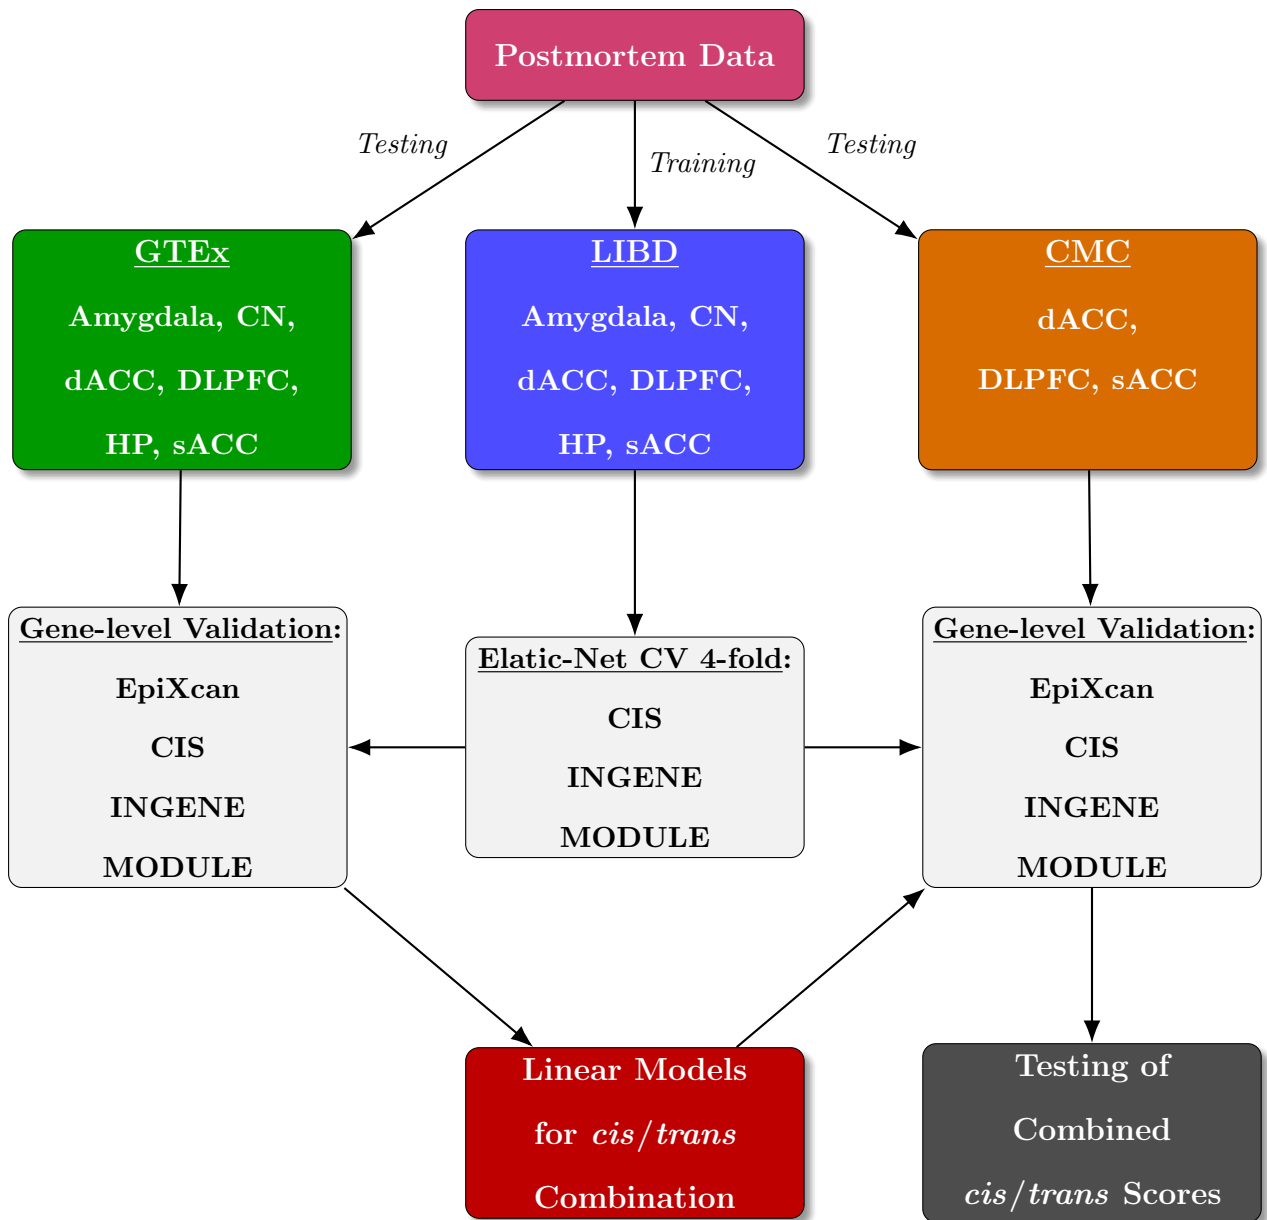 Postmortem Data
Testing
Training
Testing
GTEx
Amygdala, CN,
dACC, DLPFC,
HP, sACC
LIBD
Amygdala, CN,
dACC, DLPFC,
HP, sACC
CMC
dACC,
DLPFC, sACC
Gene-level Validation:
EpiXcan
CIS
INGENE
MODULE
Elatic-Net CV 4-fold:
CIS
INGENE
MODULE
Gene-level Validation:
EpiXcan
CIS
INGENE
MODULE
Linear Models
for cis/trans
Combination
Testing of
Combined
cis/trans Scores